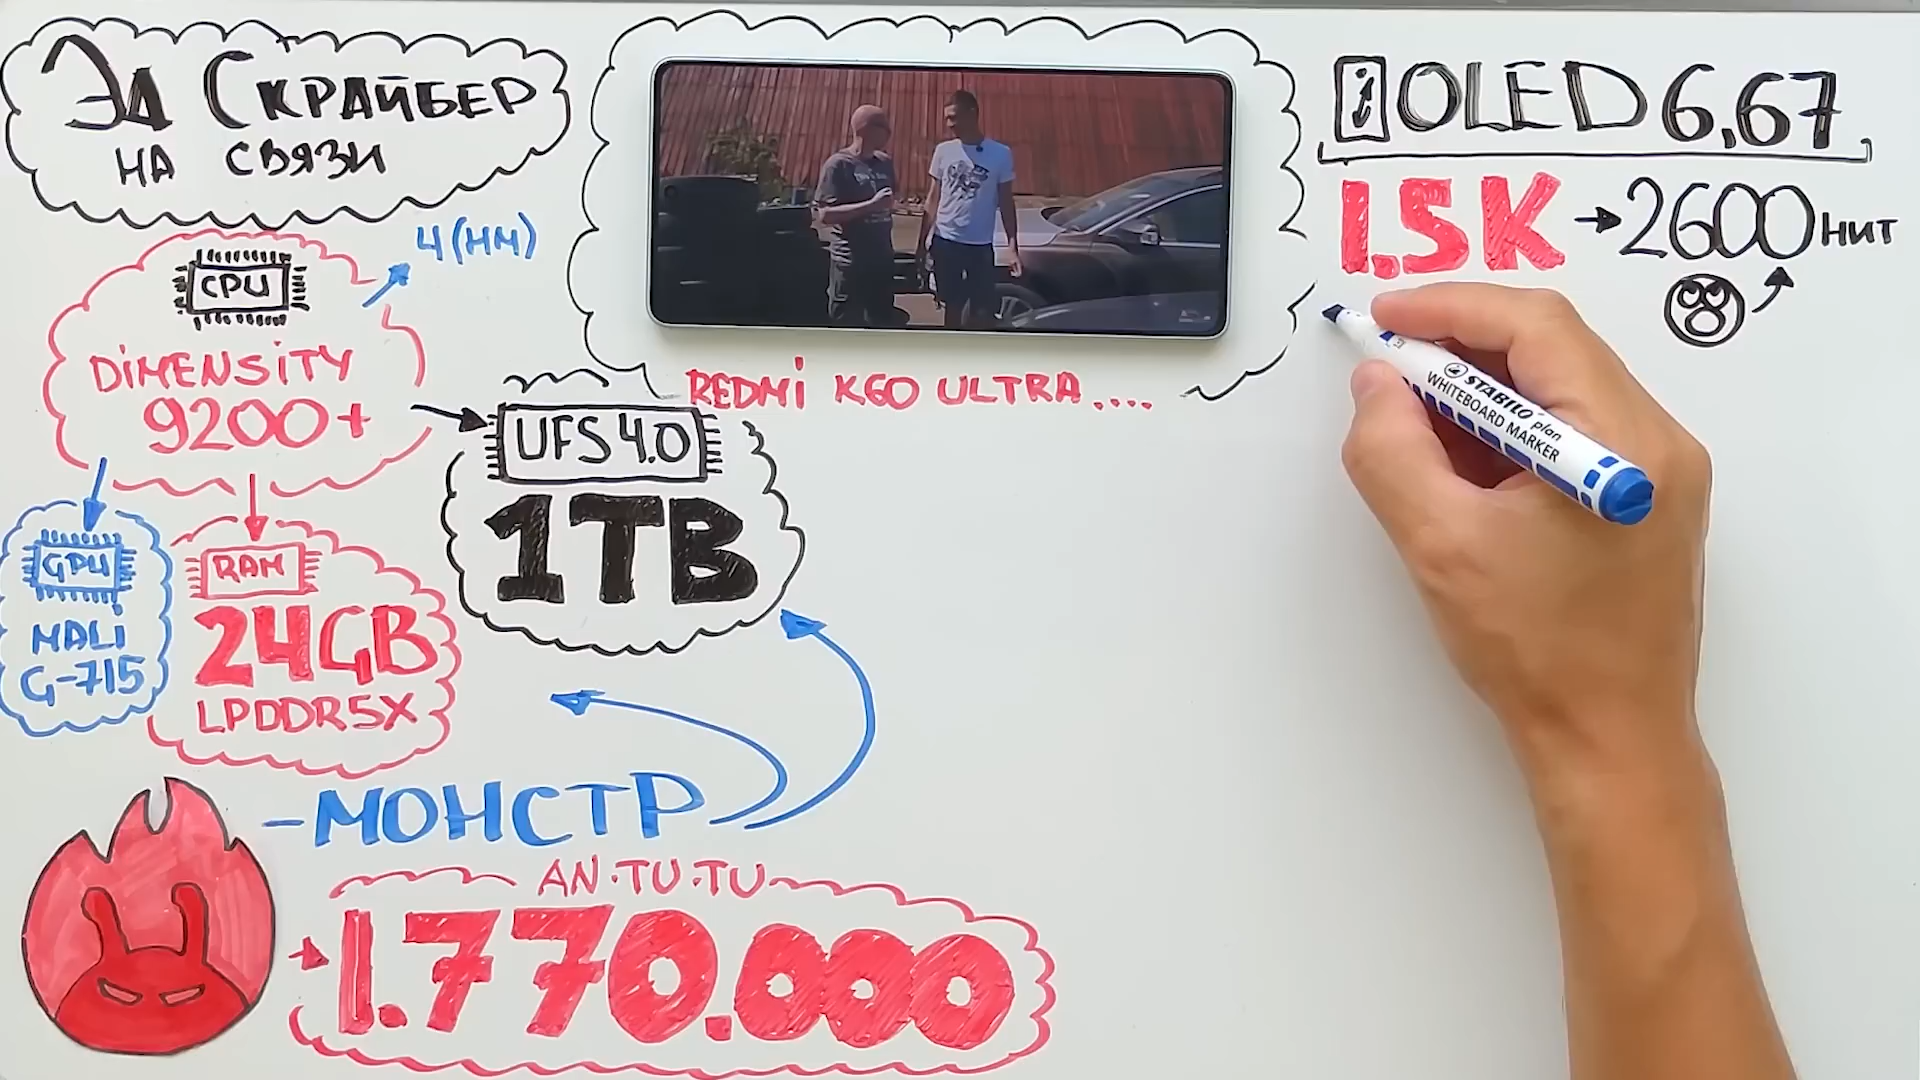 Эд Скрайбер
на связи
4(нм)
CPU
DiMENSiTY
9200+
UFS 4.0
1TB
GPU
MALi
G-715
RAM
24GB
LPDDR5X
-МОНСТР
AN.TU.TU
1.770.000
REDMi K60 ULTRA....
i OLED 6,67
1.5K → 2600 нит
STABILO plan
WHITEBOARD MARKER